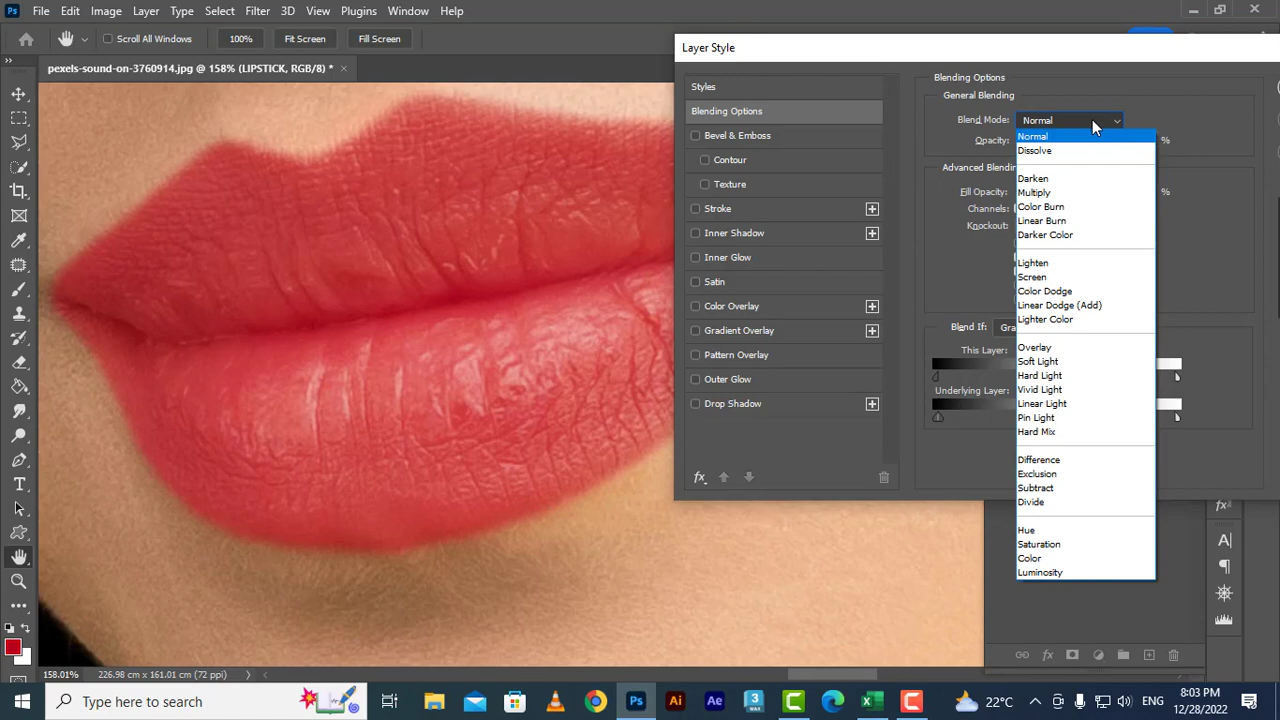 Ps File Edit Image Layer Type Select Filter 3D View Plugins Window Help
Scroll All Windows 100% Fit Screen Fill Screen
pexels-sound-on-3760914.jpg @ 158% (LIPSTICK, RGB/8) * ×
Layer Style
Styles
Blending Options
Bevel & Emboss
Contour
Texture
Stroke
Inner Shadow
Inner Glow
Satin
Color Overlay
Gradient Overlay
Pattern Overlay
Outer Glow
Drop Shadow
fx
Blending Options
General Blending
Blend Mode: Normal
Opacity: %
Fill Opacity: %
Channels:
Knockout:
Blend If:
This Layer:
Underlying Layer:
Normal
Dissolve
Darken
Multiply
Color Burn
Linear Burn
Darker Color
Lighten
Screen
Color Dodge
Linear Dodge (Add)
Lighter Color
Overlay
Soft Light
Hard Light
Vivid Light
Linear Light
Pin Light
Hard Mix
Difference
Exclusion
Subtract
Divide
Hue
Saturation
Color
Luminosity
fx
158.01% 226.98 cm x 161.01 cm (72 ppi)
Type here to search
Ps Ai Ae 3
22°C ENG
8:03 PM
12/28/2022